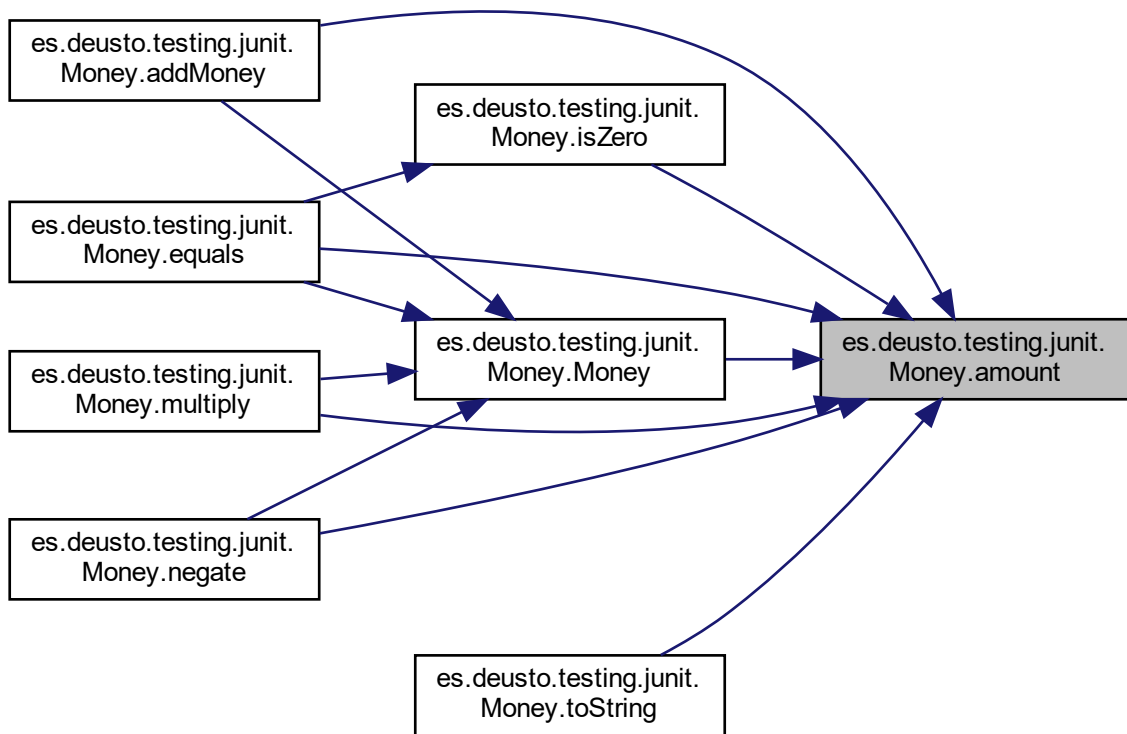 es.deusto.testing.junit.
Money.addMoney
es.deusto.testing.junit.
Money.isZero
es.deusto.testing.junit.
Money.equals
es.deusto.testing.junit.
Money.Money
es.deusto.testing.junit.
Money.amount
es.deusto.testing.junit.
Money.multiply
es.deusto.testing.junit.
Money.negate
es.deusto.testing.junit.
Money.toString